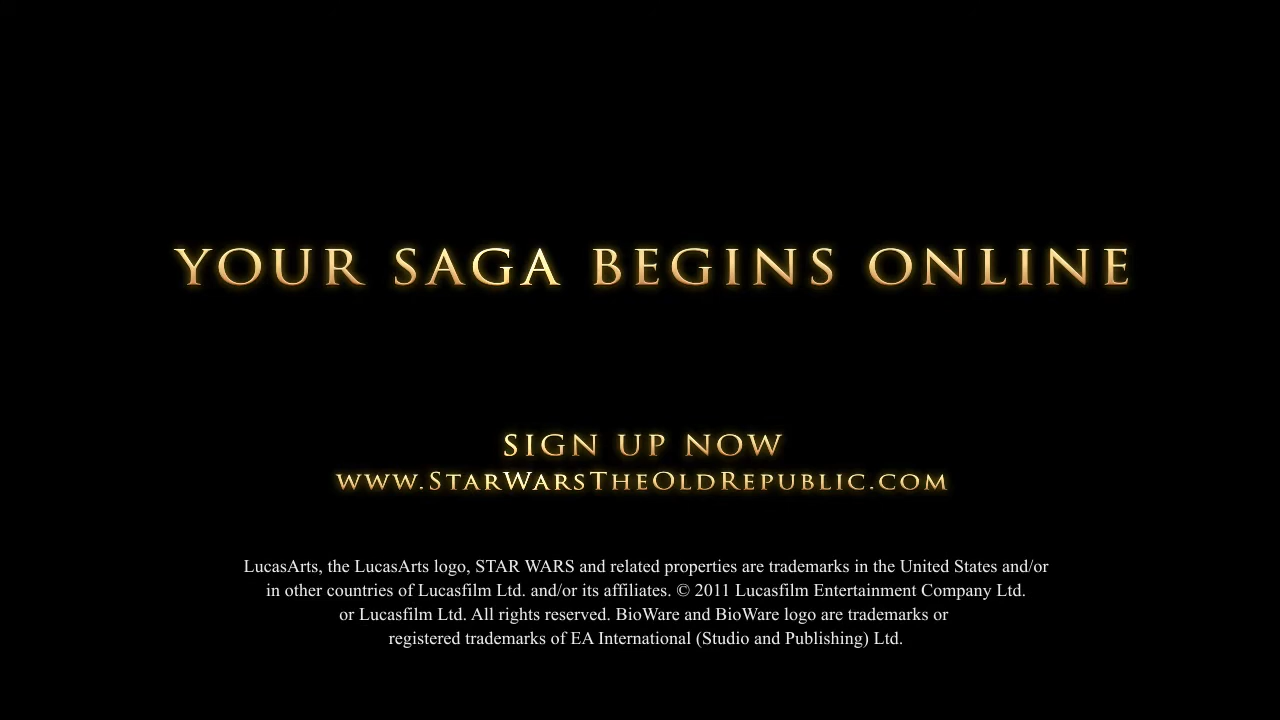 YOUR SAGA BEGINS ONLINE
SIGN UP NOW
www.StarWarsTheOldRepublic.com
LucasArts, the LucasArts logo, STAR WARS and related properties are trademarks in the United States and/or
in other countries of Lucasfilm Ltd. and/or its affiliates. © 2011 Lucasfilm Entertainment Company Ltd.
or Lucasfilm Ltd. All rights reserved. BioWare and BioWare logo are trademarks or
registered trademarks of EA International (Studio and Publishing) Ltd.